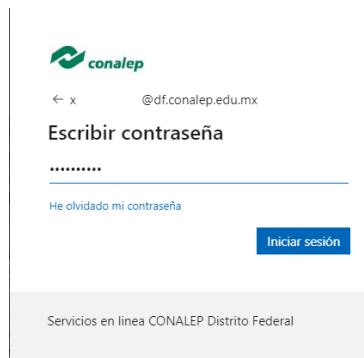 conalep
← x @df.conalep.edu.mx
Escribir contraseña
••••••••••
He olvidado mi contraseña
Iniciar sesión
Servicios en linea CONALEP Distrito Federal